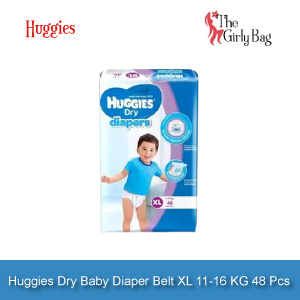 Huggies
The
Girly Bag
HUGGIES
Dry
diapers
XL
48
Huggies Dry Baby Diaper Belt XL 11-16 KG 48 Pcs